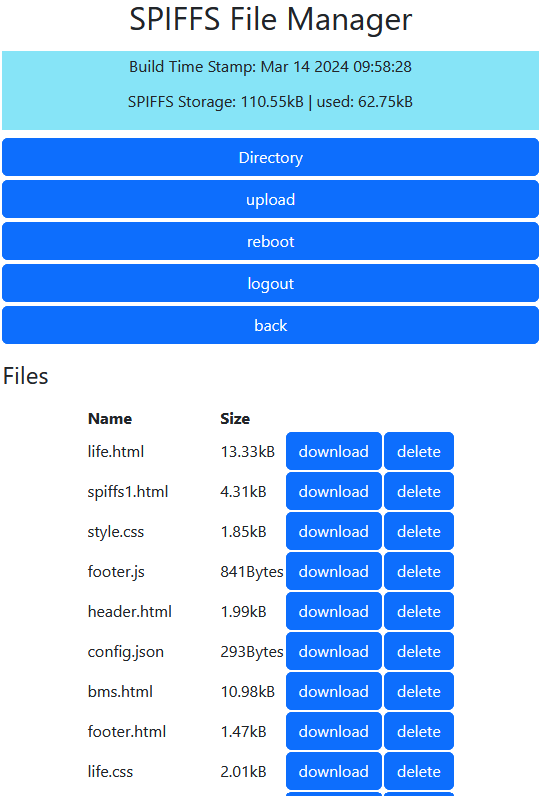 SPIFFS File Manager
Build Time Stamp: Mar 14 2024 09:58:28
SPIFFS Storage: 110.55kB | used: 62.75kB
Directory
upload
reboot
logout
back
Files
Name Size
life.html 13.33kB download delete
spiffs1.html 4.31kB download delete
style.css 1.85kB download delete
footer.js 841Bytes download delete
header.html 1.99kB download delete
config.json 293Bytes download delete
bms.html 10.98kB download delete
footer.html 1.47kB download delete
life.css 2.01kB download delete